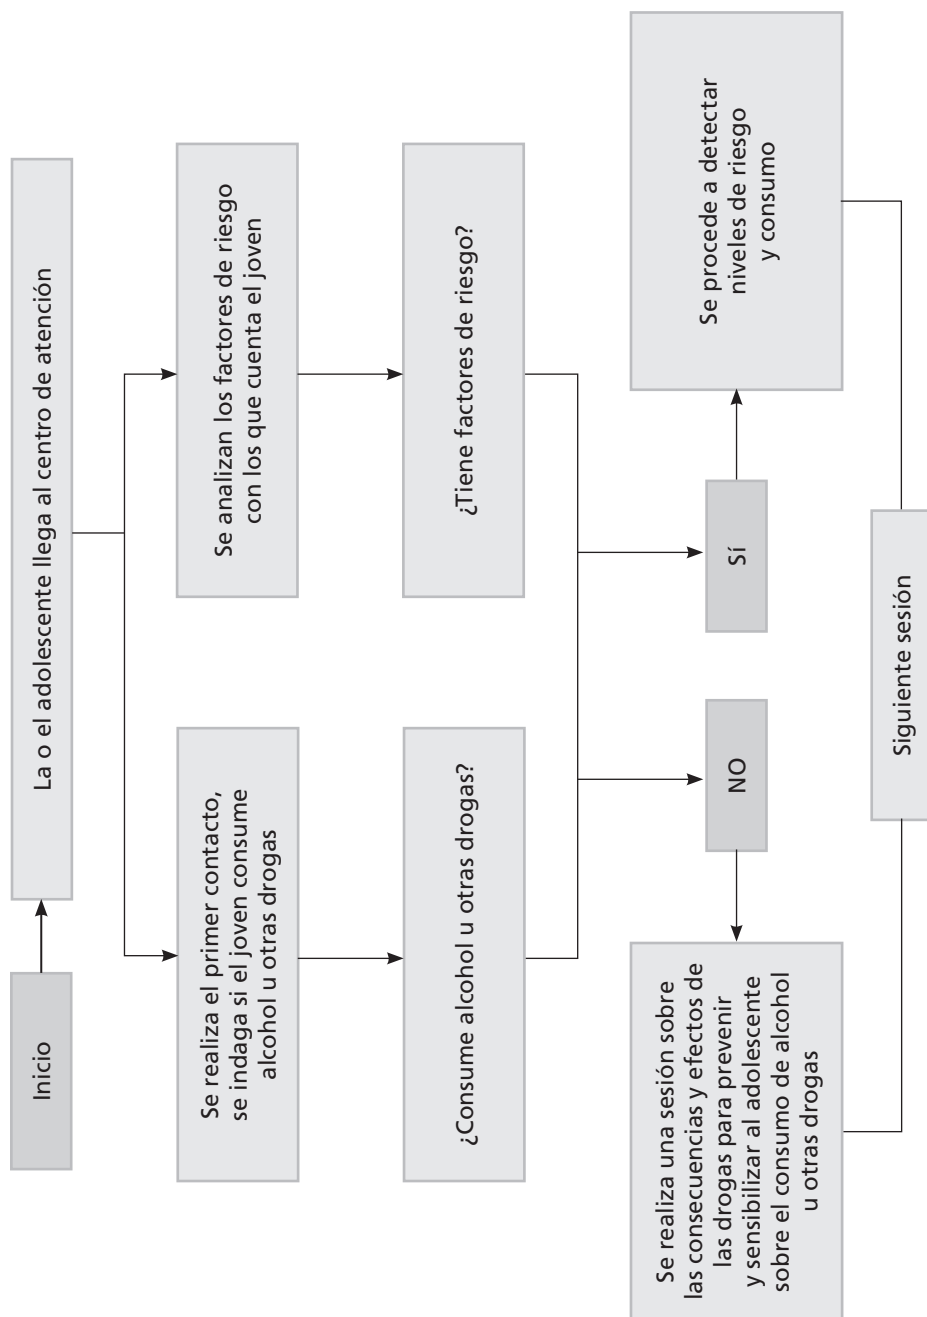 Inicio
La o el adolescente llega al centro de atención
Se realiza el primer contacto,
se indaga si el joven consume
alcohol u otras drogas
Se analizan los factores de riesgo
con los que cuenta el joven
¿Consume alcohol u otras drogas?
¿Tiene factores de riesgo?
NO
SÍ
Se realiza una sesión sobre
las consecuencias y efectos de
las drogas para prevenir
y sensibilizar al adolescente
sobre el consumo de alcohol
u otras drogas
Se procede a detectar
niveles de riesgo
y consumo
Siguiente sesión